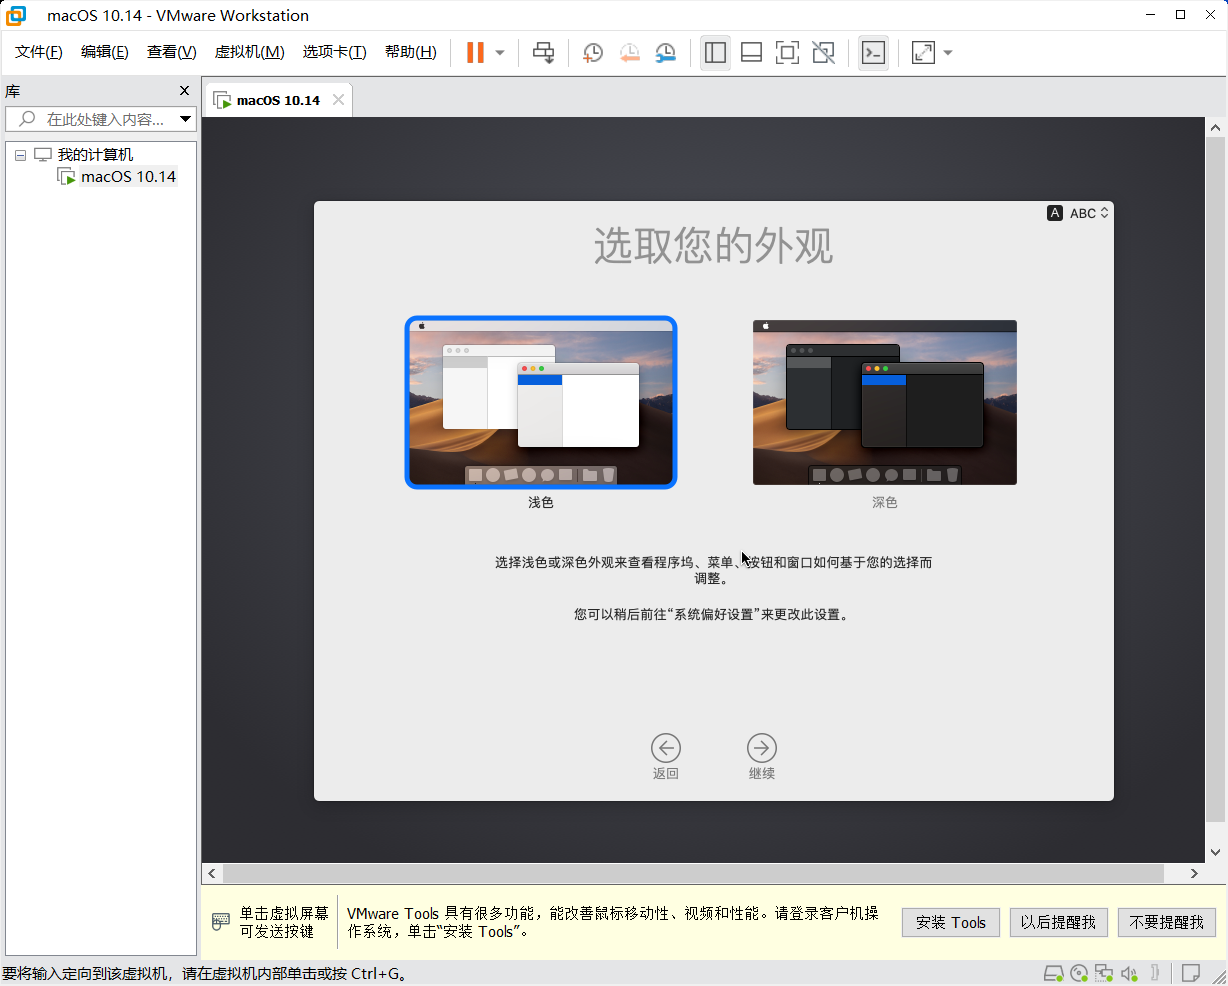 macOS 10.14 - VMware Workstation
文件(F) 编辑(E) 查看(V) 虚拟机(M) 选项卡(T) 帮助(H)
库
macOS 10.14
在此处键入内容...
我的计算机
macOS 10.14
A ABC
选取您的外观
浅色
深色
选择浅色或深色外观来查看程序坞、菜单、按钮和窗口如何基于您的选择而
调整。
您可以稍后前往“系统偏好设置”来更改此设置。
返回
继续
单击虚拟屏幕
可发送按键
VMware Tools 具有很多功能，能改善鼠标移动性、视频和性能。请登录客户机操
作系统，单击“安装 Tools”。
安装 Tools
以后提醒我
不要提醒我
要将输入定向到该虚拟机，请在虚拟机内部单击或按 Ctrl+G。